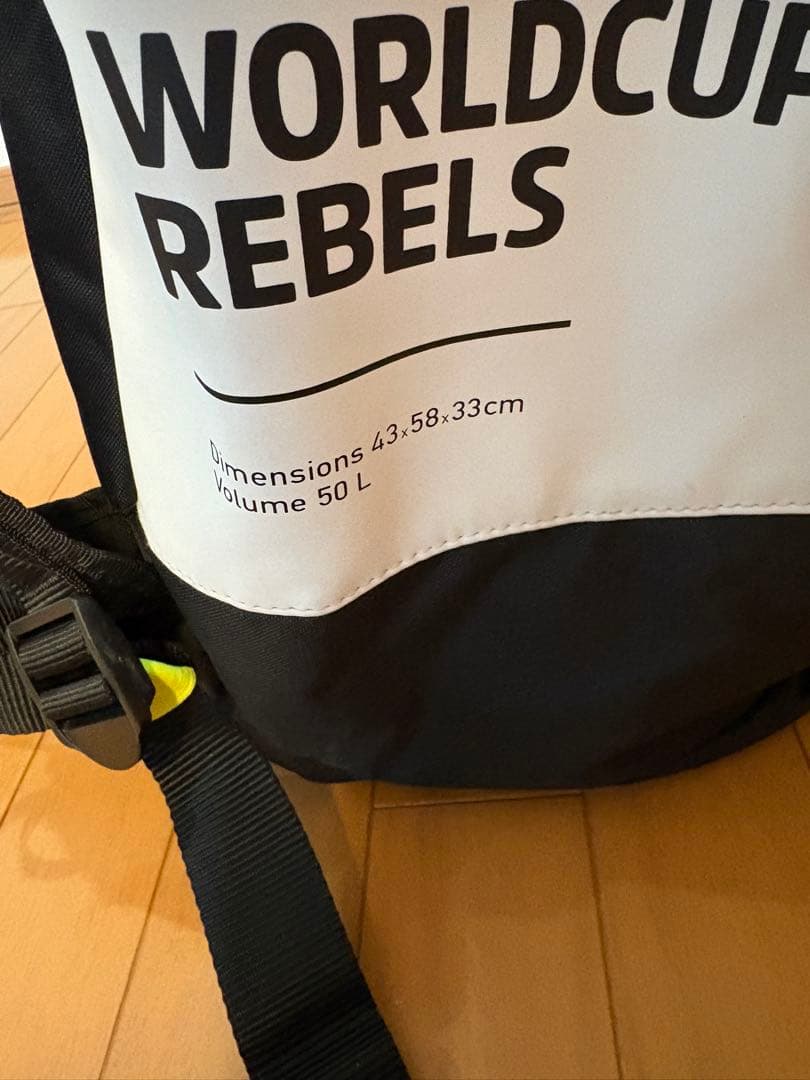 WORLDCUP
REBELS
Dimensions 43x58x33cm
Volume 50 L